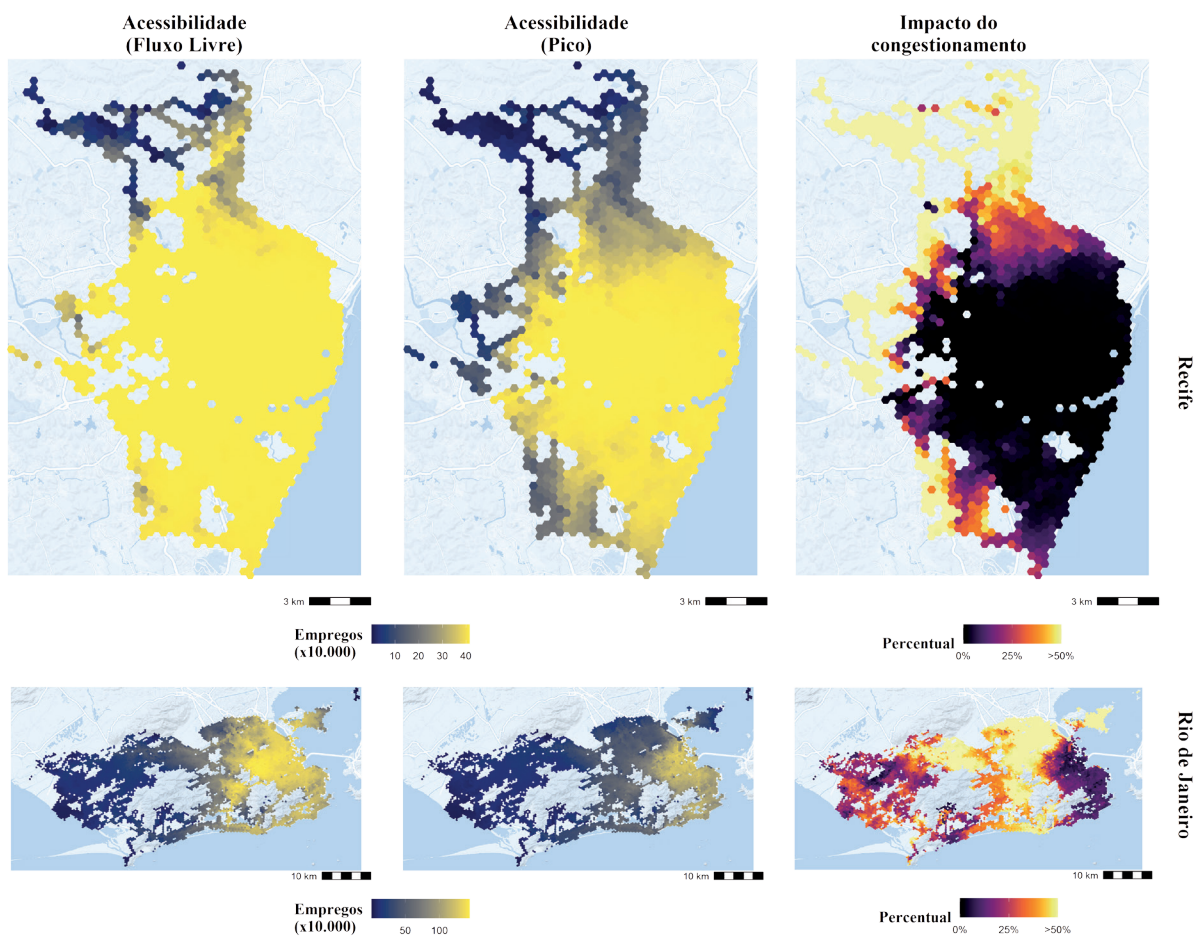 Acessibilidade
(Fluxo Livre)
Acessibilidade
(Pico)
Impacto do
congestionamento
Recife
3 km
3 km
3 km
Empregos
(x10.000)
10 20 30 40
Percentual
0% 25% >50%
Rio de Janeiro
10 km
10 km
10 km
Empregos
(x10.000)
50 100
Percentual
0% 25% >50%